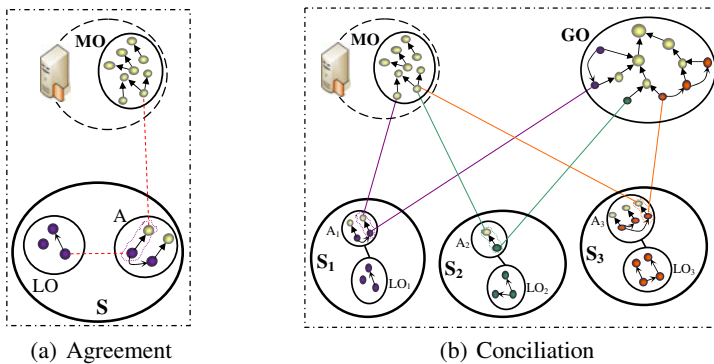 MO
A
LO
S
(a) Agreement
MO
GO
A1
S1
LO1
A2
S2
LO2
A3
S3
LO3
(b) Conciliation